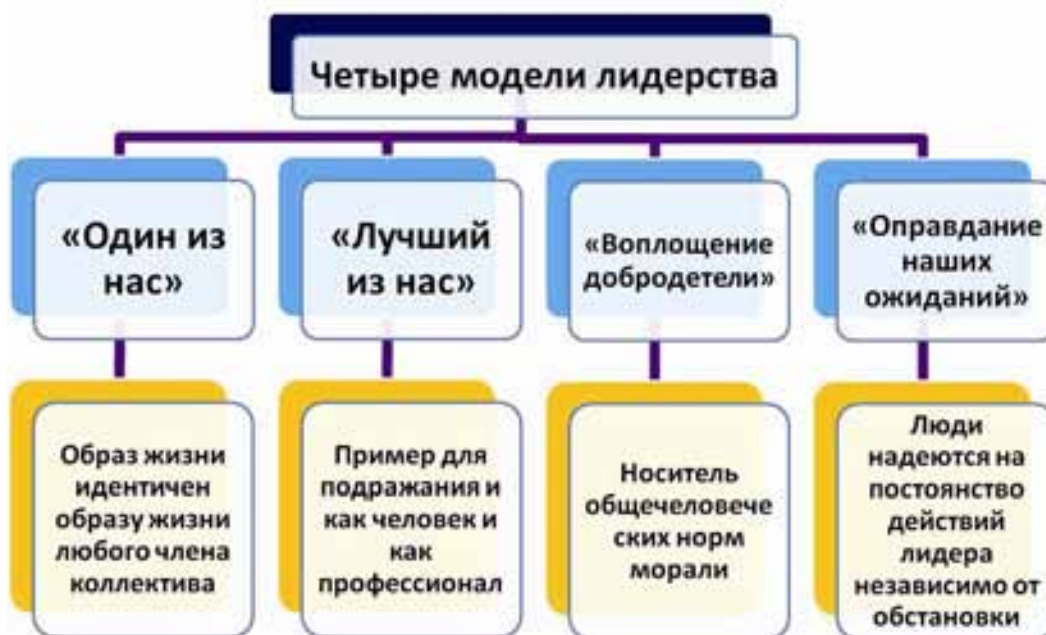 Четыре модели лидерства
«Один из
нас»
«Лучший
из нас»
«Воплощение
добродетели»
«Оправдание
наших
ожиданий»
Образ жизни
идентичен
образу жизни
любого члена
коллектива
Пример для
подражания и
как человек и
как
профессионал
Носитель
общечеловече
ских норм
морали
Люди
надеются на
постоянство
действий
лидера
независимо от
обстановки